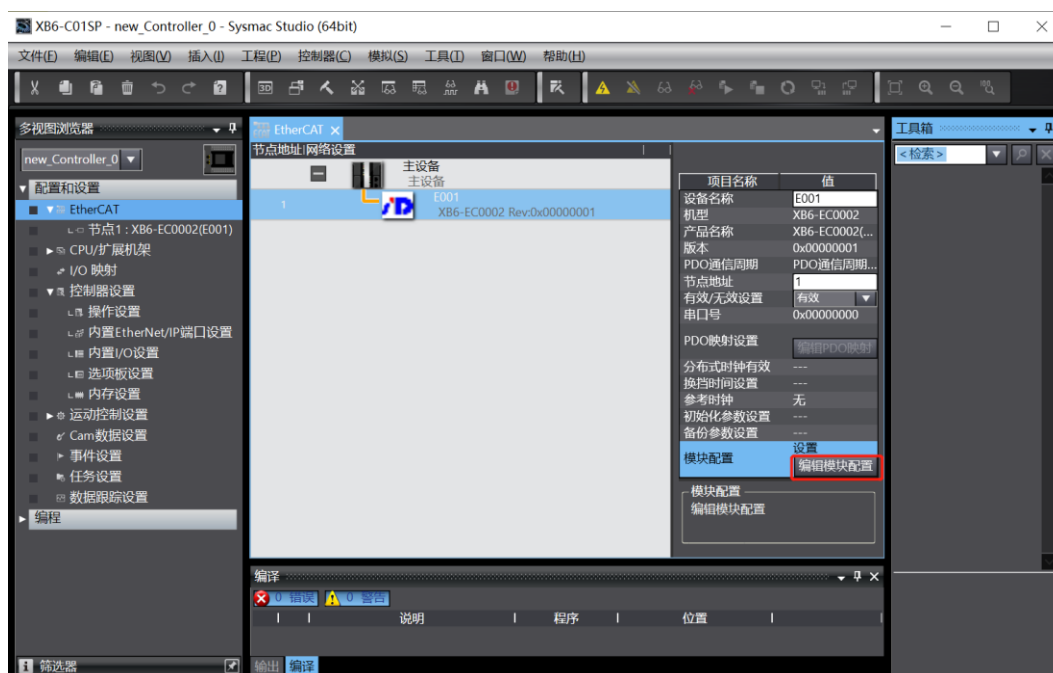 XB6-C01SP - new_Controller_0 - Sysmac Studio (64bit)
文件(F) 编辑(E) 视图(V) 插入(I) 工程(P) 控制器(C) 模拟(S) 工具(T) 窗口(W) 帮助(H)
多视图浏览器
new_Controller_0
配置和设置
EtherCAT
节点1 : XB6-EC0002(E001)
CPU/扩展机架
I/O 映射
控制器设置
操作设置
内置EtherNet/IP端口设置
内置I/O设置
选项板设置
内存设置
运动控制设置
Cam数据设置
事件设置
任务设置
数据跟踪设置
编程
筛选器
EtherCAT
节点地址|网络设置
主设备
主设备
1
E001
XB6-EC0002 Rev:0x00000001
项目名称 值
设备名称 E001
机型 XB6-EC0002
产品名称 XB6-EC0002(...
版本 0x00000001
PDO通信周期 PDO通信周期...
节点地址 1
有效/无效设置 有效
串口号 0x00000000
PDO映射设置 编辑PDO映射
分布式时钟有效 ---
换挡时间设置 ---
参考时钟 无
初始化参数设置 ---
备份参数设置 ---
模块配置 设置
编辑模块配置
模块配置
编辑模块配置
编译
0 错误 0 警告
说明 程序 位置
输出 编译
工具箱
<检索>